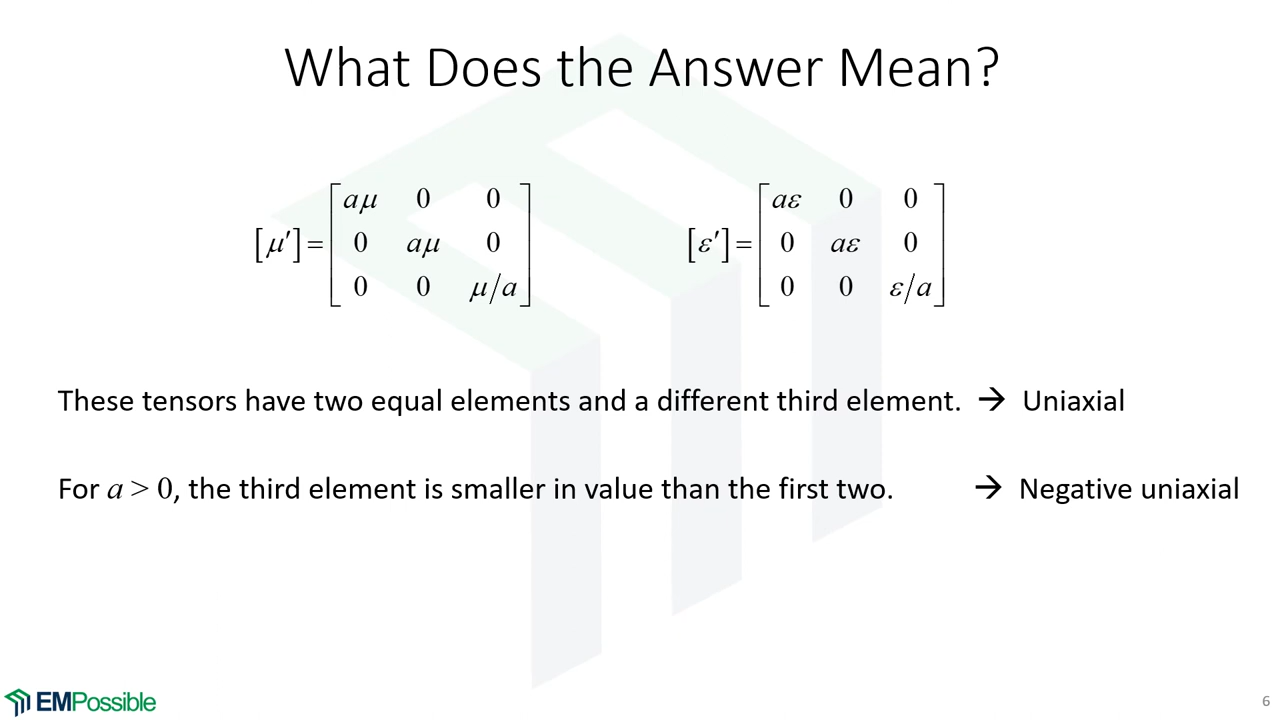 What Does the Answer Mean?
[μ′] = [aμ 0 0
0 aμ 0
0 0 μ/a]
[ε′] = [aε 0 0
0 aε 0
0 0 ε/a]
These tensors have two equal elements and a different third element. → Uniaxial
For a > 0, the third element is smaller in value than the first two. → Negative uniaxial
EMPossible
6